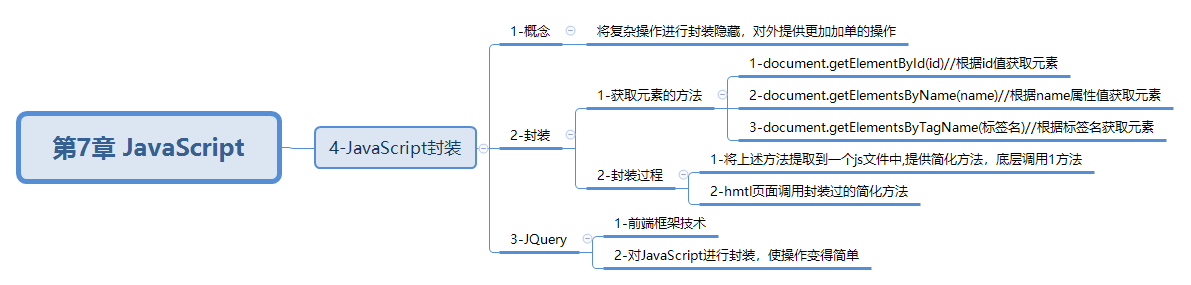 第7章 JavaScript
4-JavaScript封装
1-概念
将复杂操作进行封装隐藏，对外提供更加加单的操作
2-封装
1-获取元素的方法
1-document.getElementById(id)//根据id值获取元素
2-document.getElementsByName(name)//根据name属性值获取元素
3-document.getElementsByTagName(标签名)//根据标签名获取元素
2-封装过程
1-将上述方法提取到一个js文件中,提供简化方法，底层调用1方法
2-hmtl页面调用封装过的简化方法
3-JQuery
1-前端框架技术
2-对JavaScript进行封装，使操作变得简单